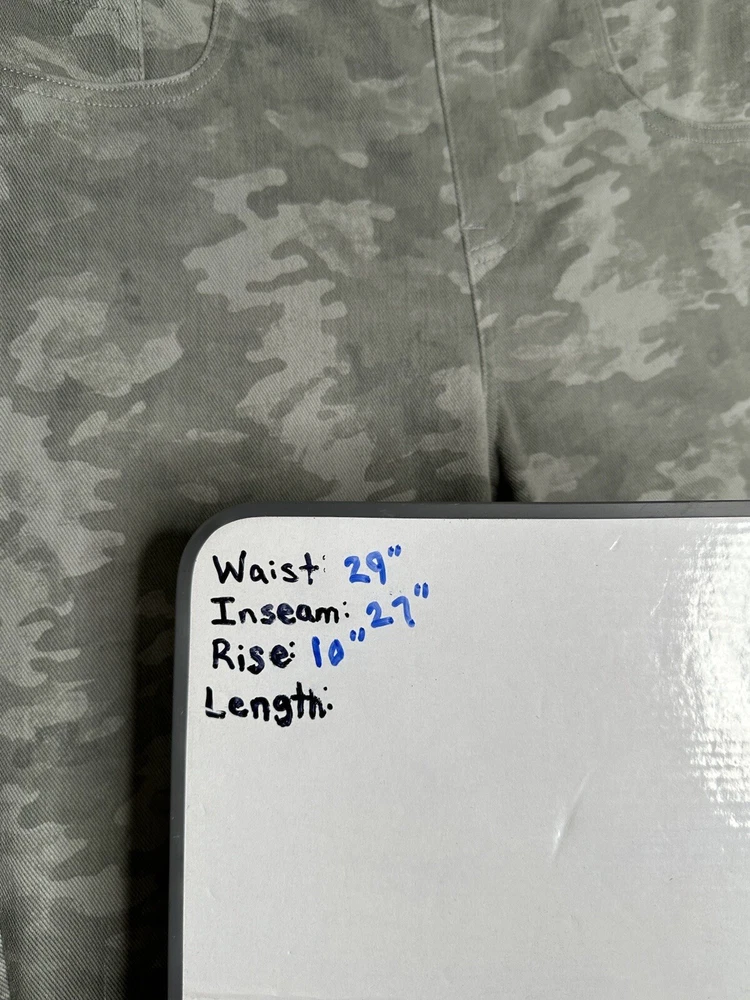 Waist: 29"
Inseam: 27"
Rise: 10"
Length: